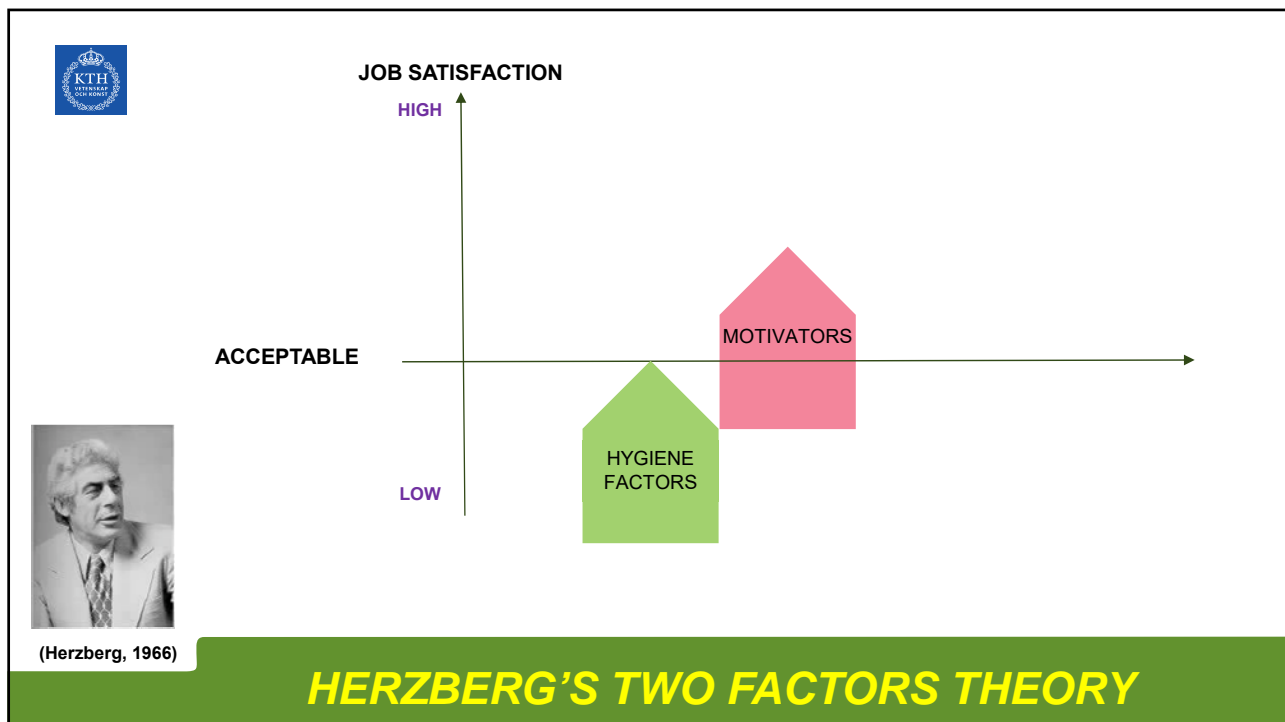 KTH
VETENSKAP
OCH KONST
JOB SATISFACTION
HIGH
MOTIVATORS
ACCEPTABLE
HYGIENE
FACTORS
LOW
(Herzberg, 1966)
HERZBERG'S TWO FACTORS THEORY